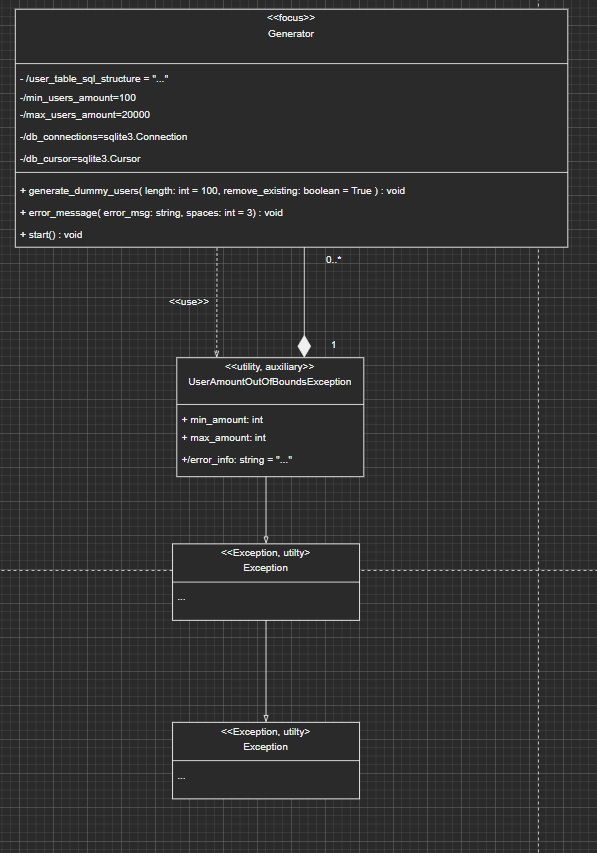 <<focus>>
Generator
- /user_table_sql_structure = "..."
-/min_users_amount=100
-/max_users_amount=20000
-/db_connections=sqlite3.Connection
-/db_cursor=sqlite3.Cursor
+ generate_dummy_users( length: int = 100, remove_existing: boolean = True ) : void
+ error_message( error_msg: string, spaces: int = 3) : void
+ start() : void
0..*
<<use>>
1
<<utility, auxiliary>>
UserAmountOutOfBoundsException
+ min_amount: int
+ max_amount: int
+/error_info: string = "..."
<<Exception, utilty>
Exception
...
<<Exception, utilty>
Exception
...